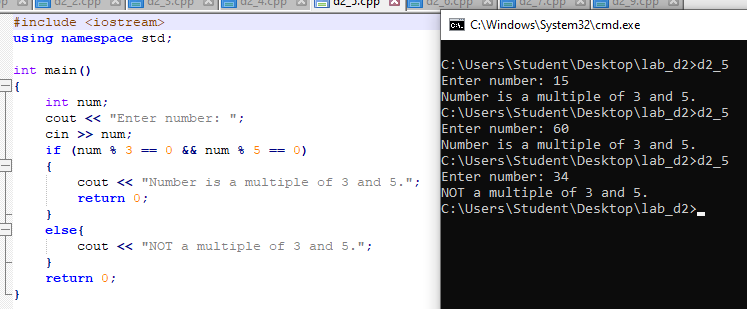 d2_2.cpp d2_3.cpp d2_4.cpp d2_5.cpp d2_6.cpp d2_7.cpp d2_9.cpp
#include <iostream>
using namespace std;
int main()
{
int num;
cout << "Enter number: ";
cin >> num;
if (num % 3 == 0 && num % 5 == 0)
{
cout << "Number is a multiple of 3 and 5.";
return 0;
}
else{
cout << "NOT a multiple of 3 and 5.";
}
return 0;
}
C:\Windows\System32\cmd.exe
C:\Users\Student\Desktop\lab_d2>d2_5
Enter number: 15
Number is a multiple of 3 and 5.
C:\Users\Student\Desktop\lab_d2>d2_5
Enter number: 60
Number is a multiple of 3 and 5.
C:\Users\Student\Desktop\lab_d2>d2_5
Enter number: 34
NOT a multiple of 3 and 5.
C:\Users\Student\Desktop\lab_d2>